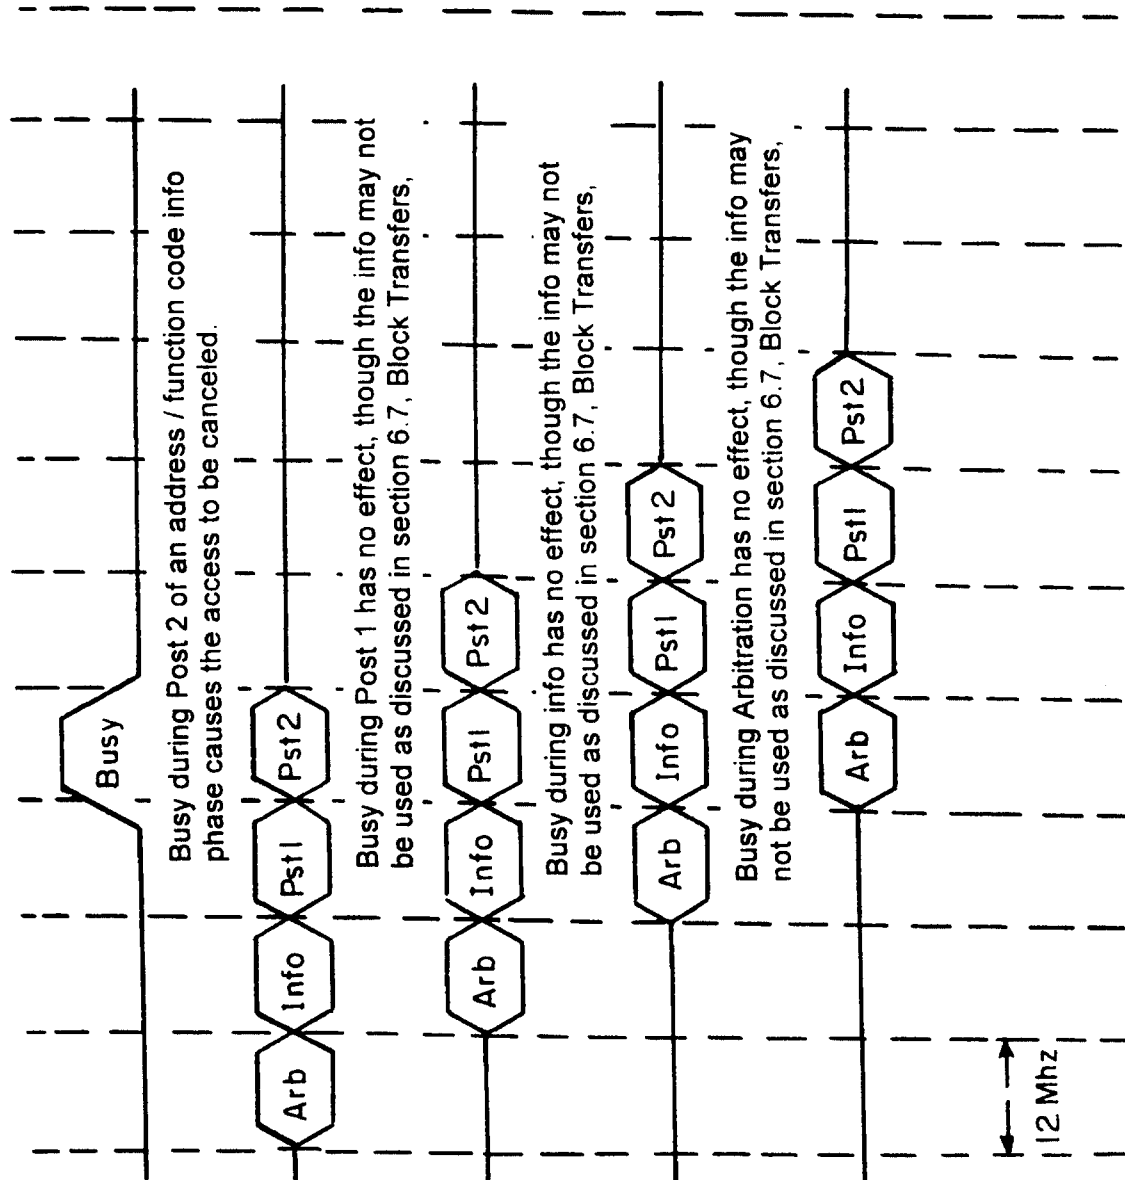 Busy
Busy during Post 2 of an address / function code info
phase causes the access to be canceled.
Arb Info Pst1 Pst2
Busy during Post 1 has no effect, though the info may not
be used as discussed in section 6.7, Block Transfers,
Arb Info Pst1 Pst2
Busy during info has no effect, though the info may not
be used as discussed in section 6.7, Block Transfers,
Arb Info Pst1 Pst2
Busy during Arbitration has no effect, though the info may
not be used as discussed in section 6.7, Block Transfers,
Arb Info Pst1 Pst2
12 Mhz